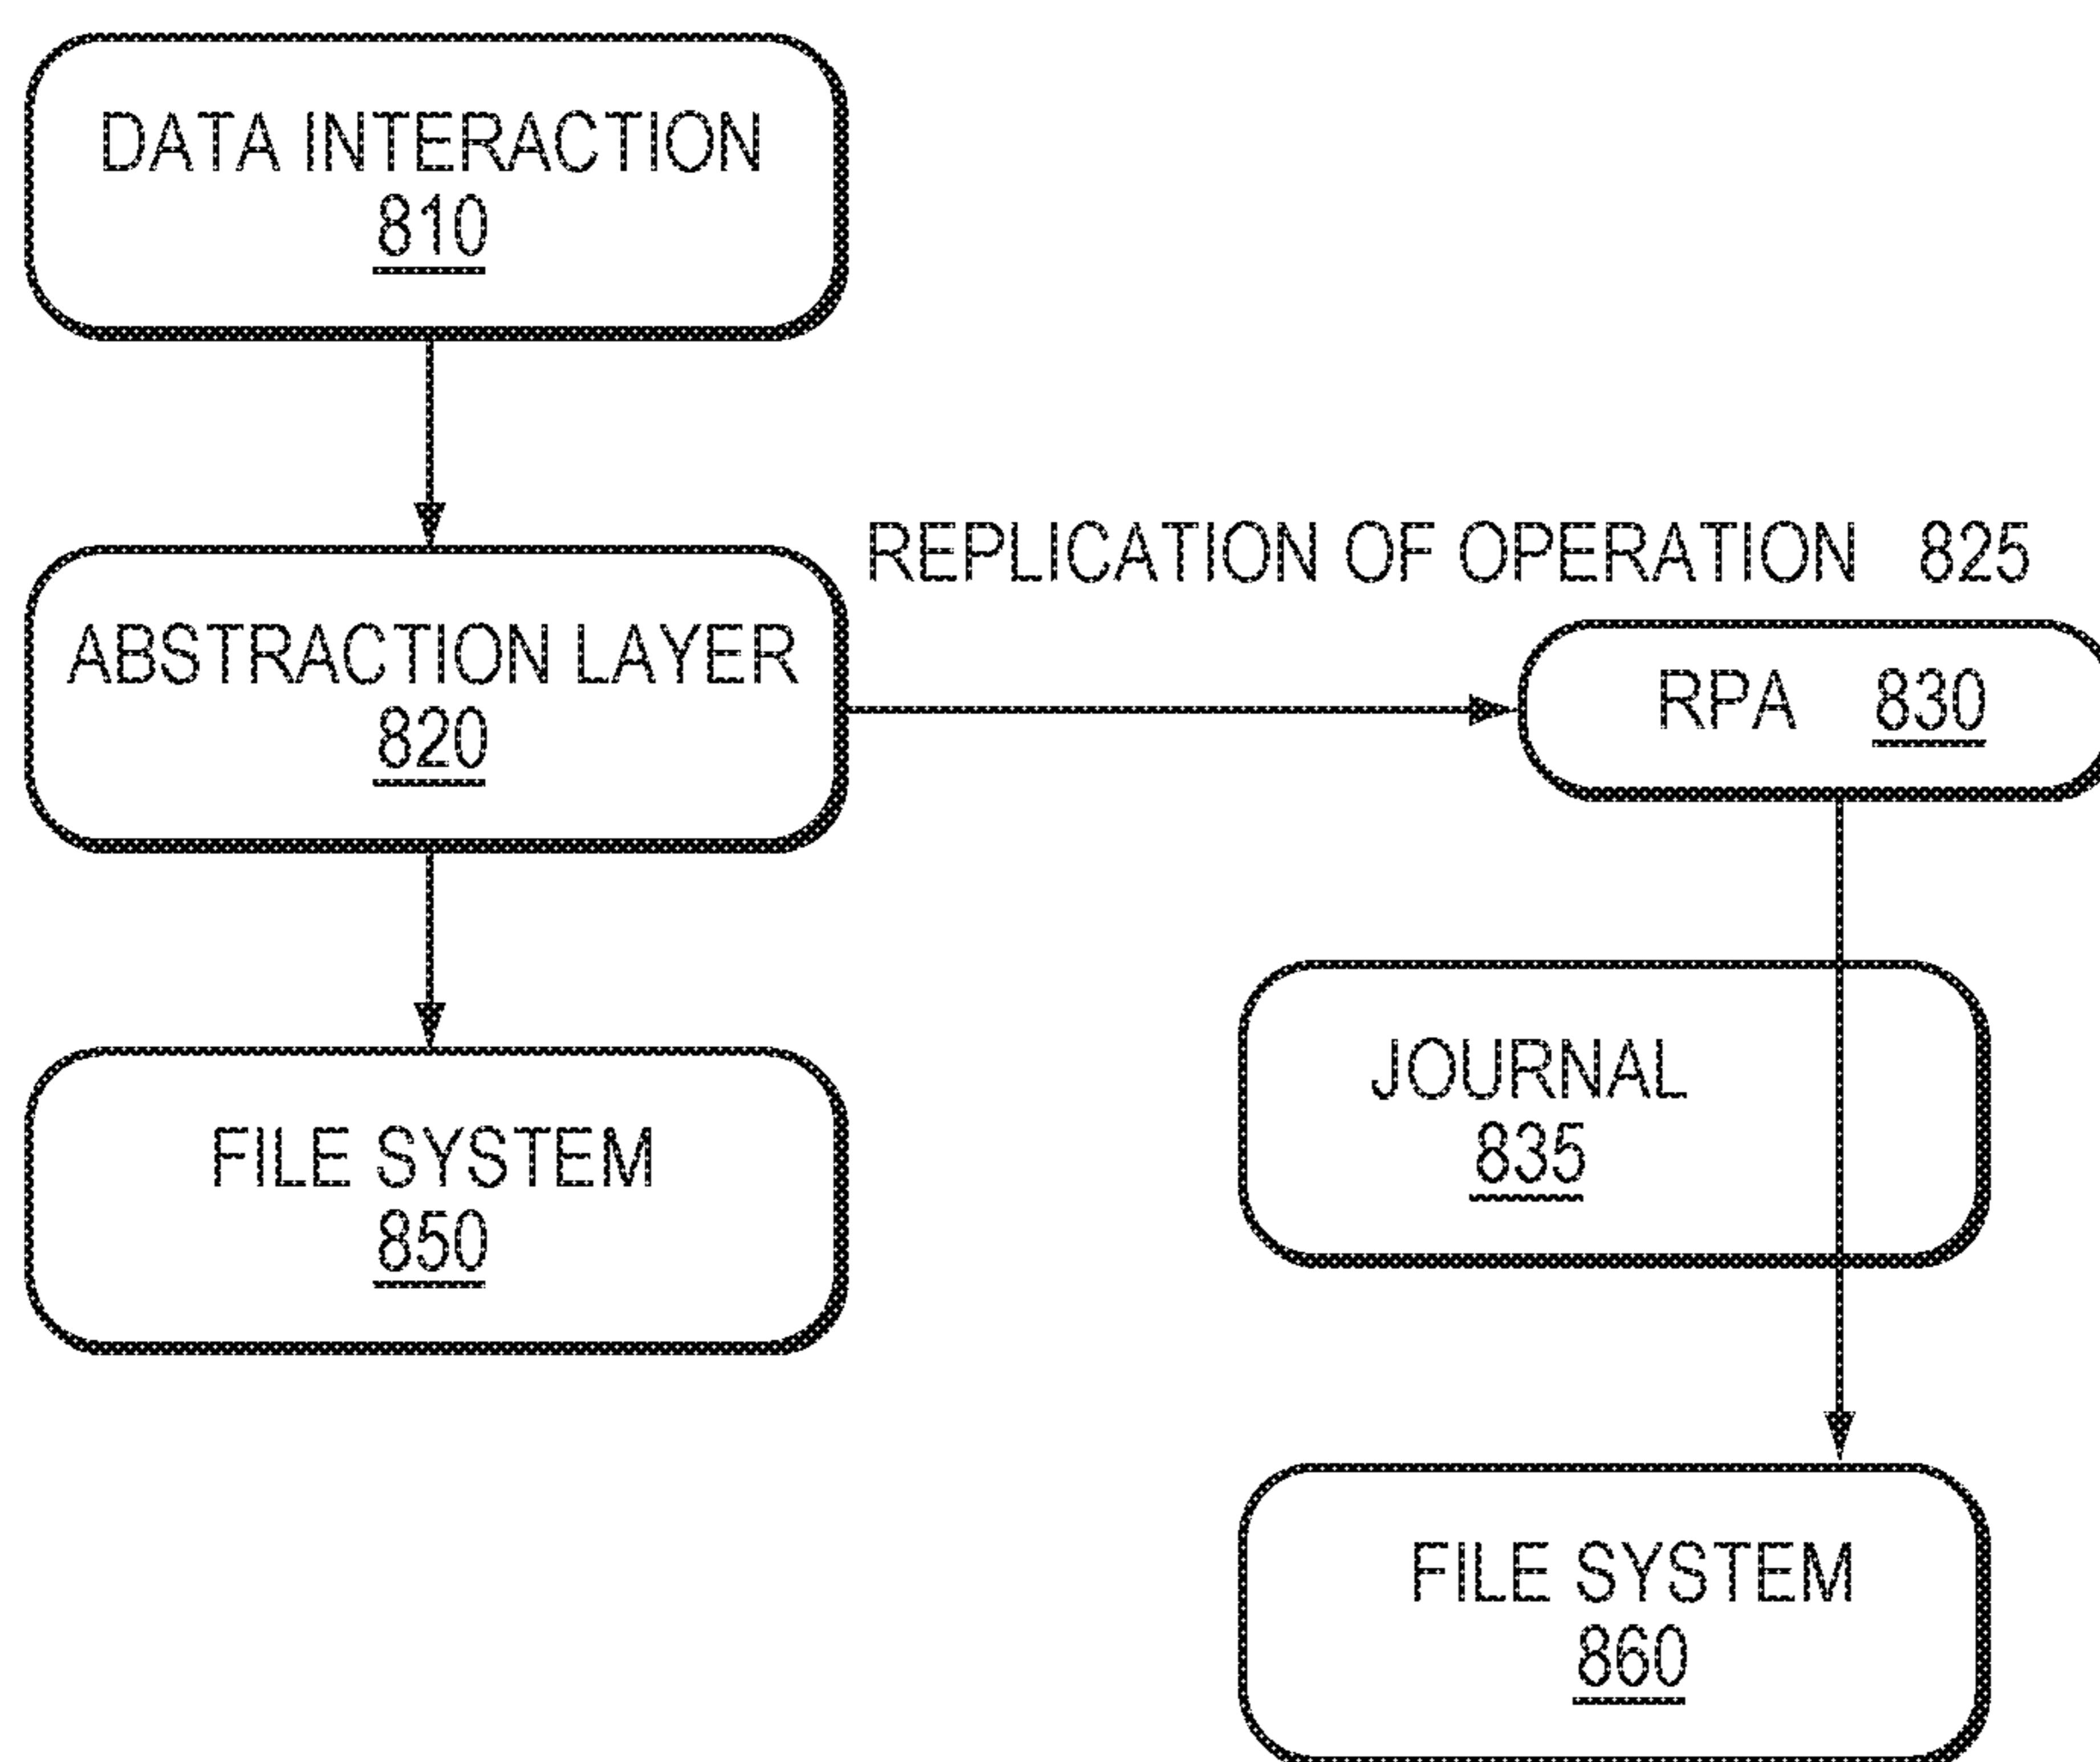 DATA INTERACTION
810
REPLICATION OF OPERATION 825
ABSTRACTION LAYER
820
RPA 830
JOURNAL
835
FILE SYSTEM
850
FILE SYSTEM
860